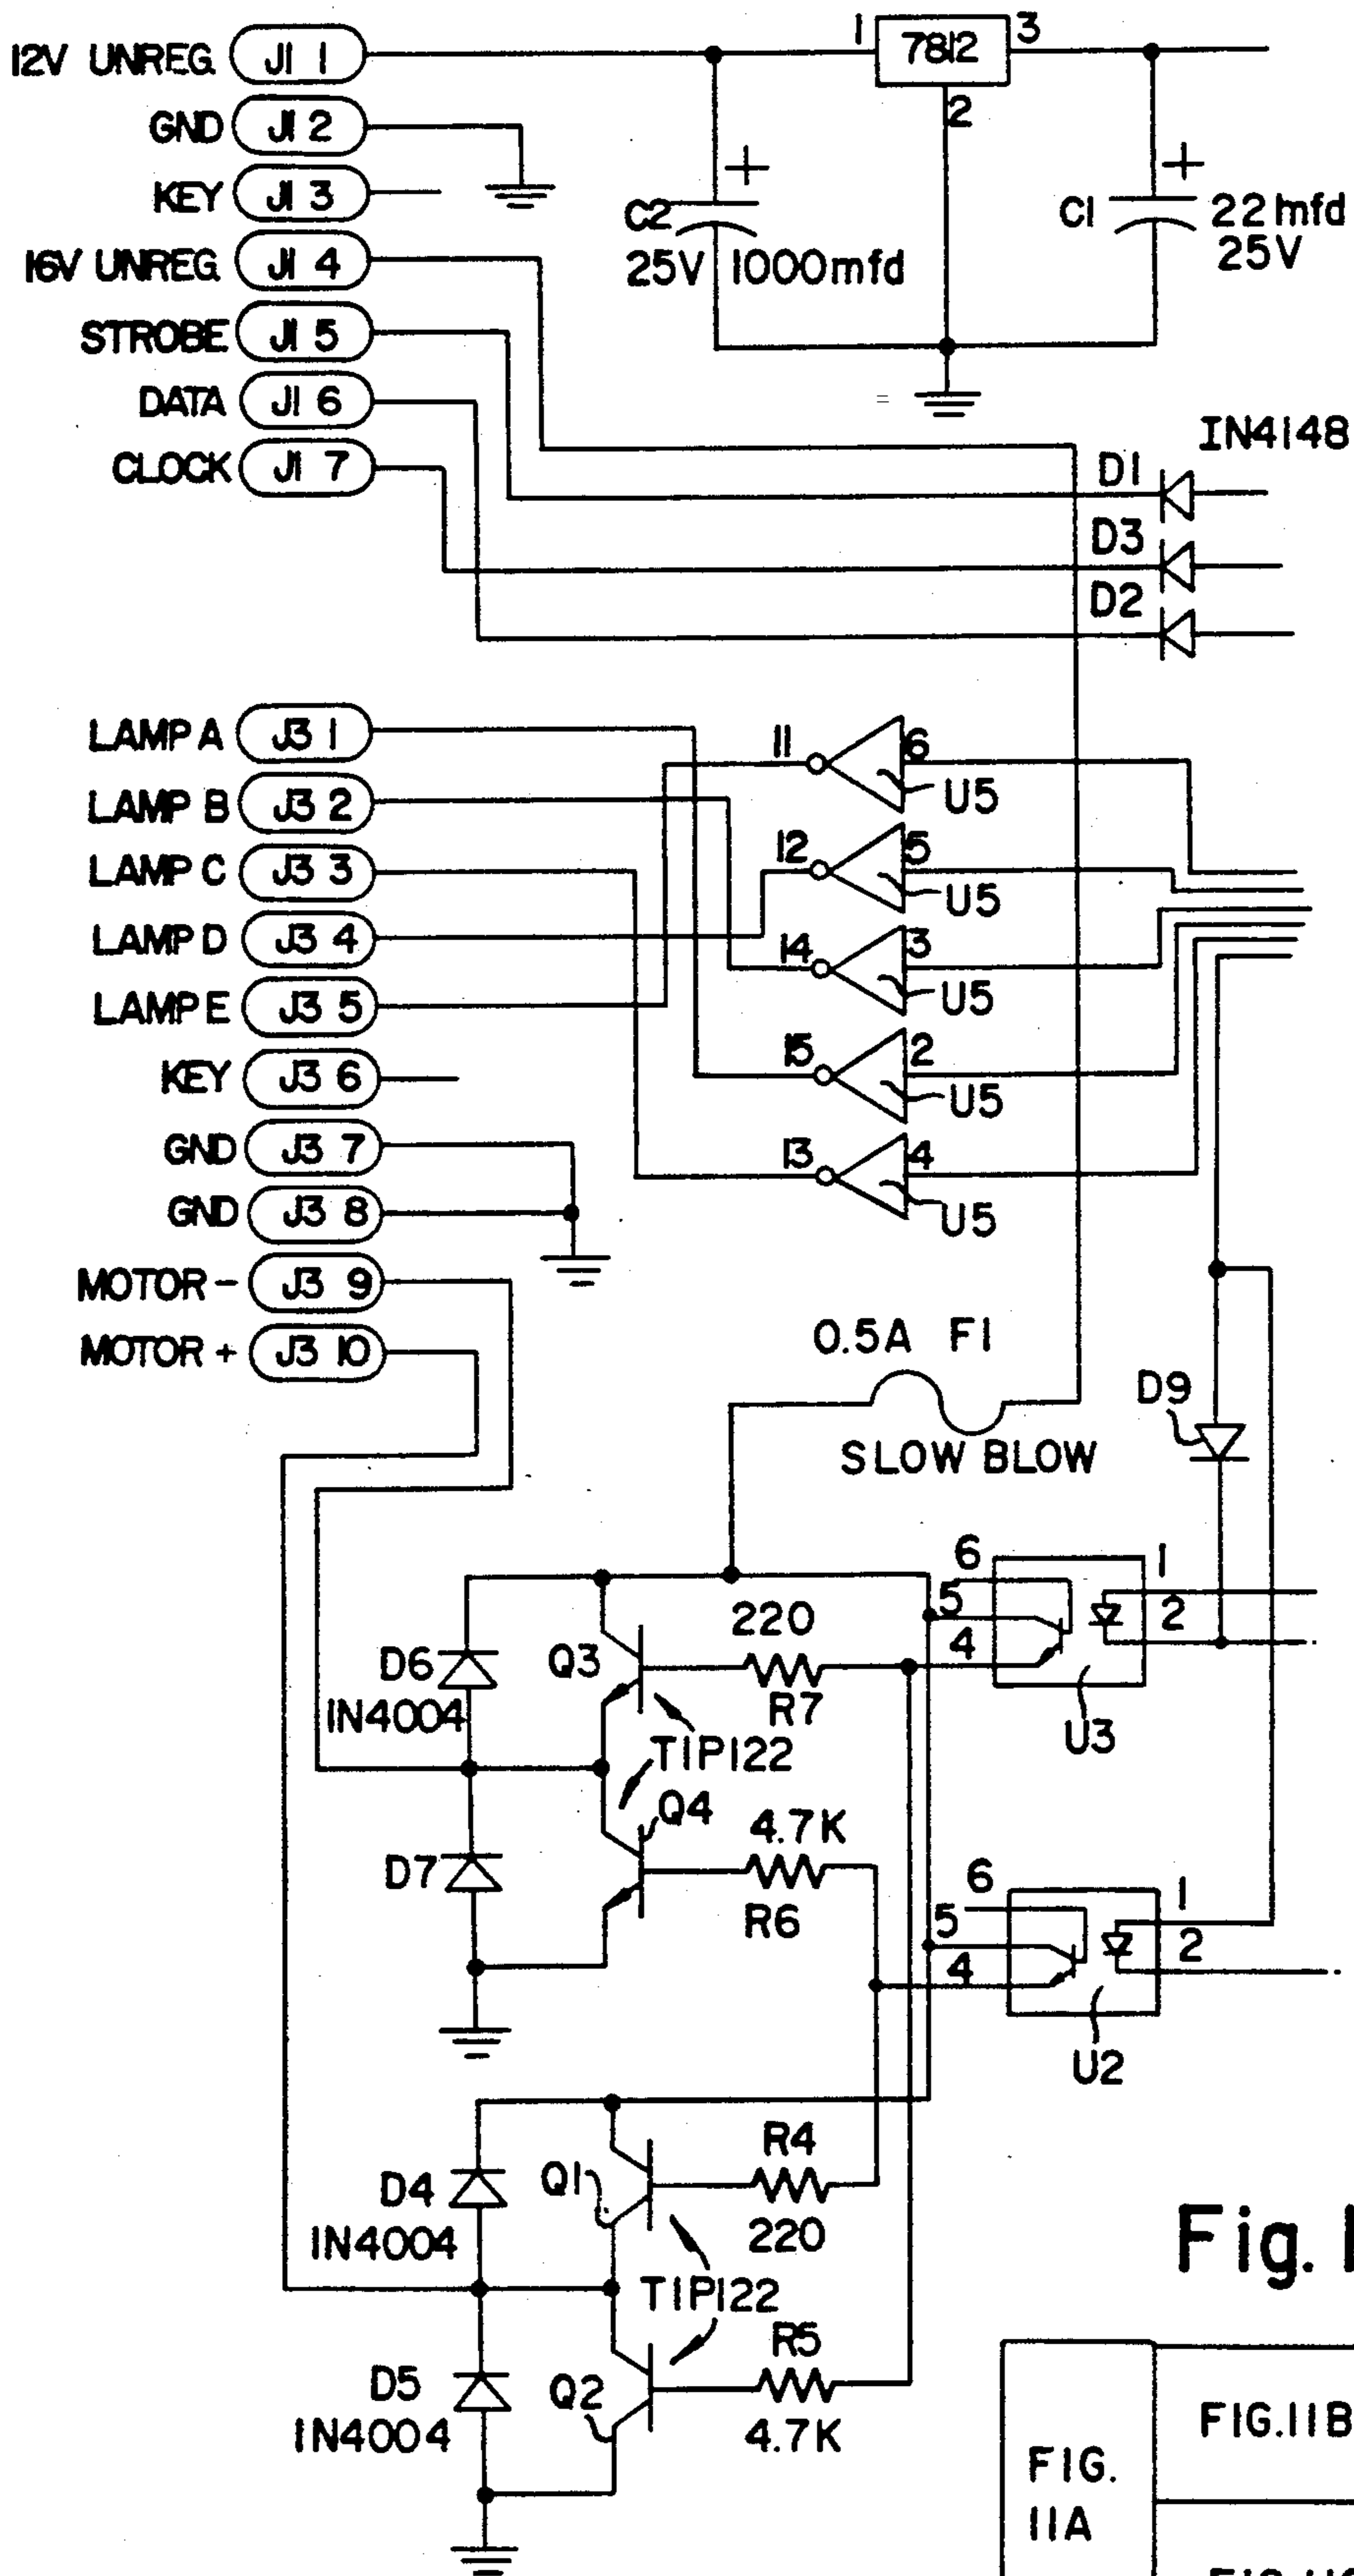 12V UNREG. J1 1
1 7812 3
2
GND J1 2
KEY J1 3
16V UNREG. J1 4
STROBE J1 5
DATA J1 6
CLOCK J1 7
+
C2
25V 1000mfd
+
C1 22mfd
25V
IN4148
D1
D3
D2
LAMP A J3 1
LAMP B J3 2
LAMP C J3 3
LAMP D J3 4
LAMP E J3 5
KEY J3 6
GND J3 7
GND J3 8
MOTOR - J3 9
MOTOR + J3 10
11 6
U5
12 5
U5
14 3
U5
15 2
U5
13 4
U5
0.5A F1
SLOW BLOW
D9
6 1
5 2
4
U3
220
R7
Q3
D6
IN4004
TIP122
Q4
4.7K
R6
D7
6 1
5 2
4
U2
R4
220
Q1
D4
IN4004
TIP122
R5
4.7K
Q2
D5
IN4004
Fig.
FIG.
11A
FIG.11B